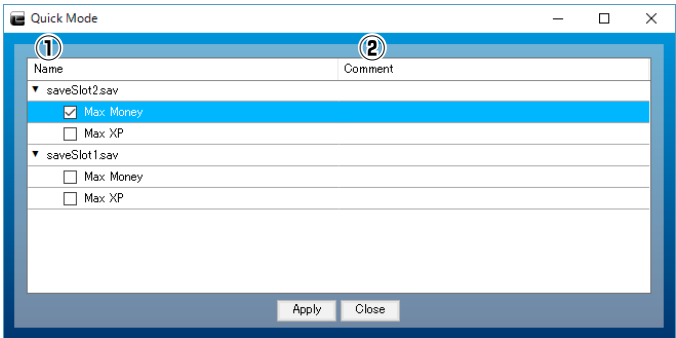 Quick Mode
① ②
Name Comment
saveSlot2.sav
Max Money
Max XP
saveSlot1.sav
Max Money
Max XP
Apply Close